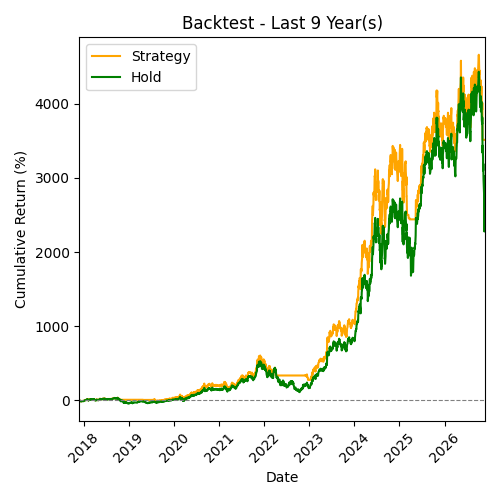 Backtest - Last 9 Year(s)
Strategy
Hold
Cumulative Return (%)
4000
3000
2000
1000
0
2018
2019
2020
2021
2022
2023
2024
2025
2026
Date